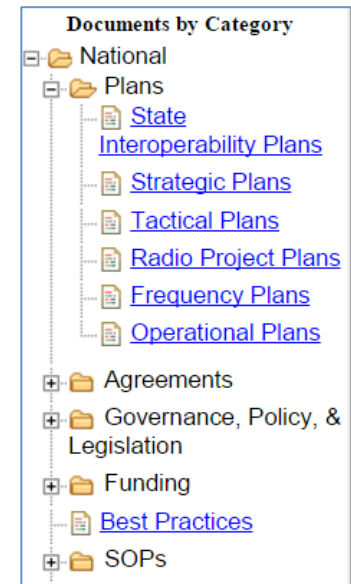 Documents by Category
National
Plans
State
Interoperability Plans
Strategic Plans
Tactical Plans
Radio Project Plans
Frequency Plans
Operational Plans
Agreements
Governance, Policy, &
Legislation
Funding
Best Practices
SOPs